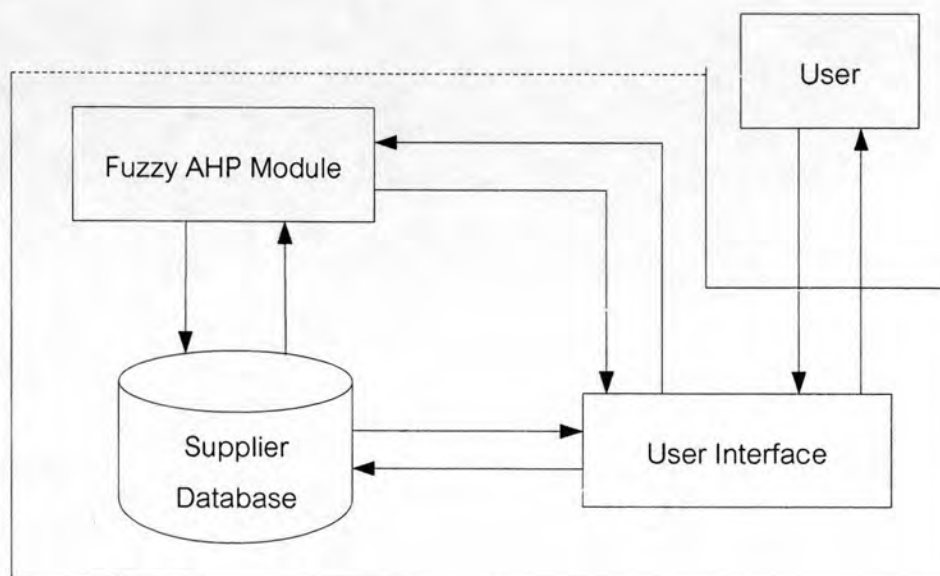 User
Fuzzy AHP Module
Supplier
Database
User Interface